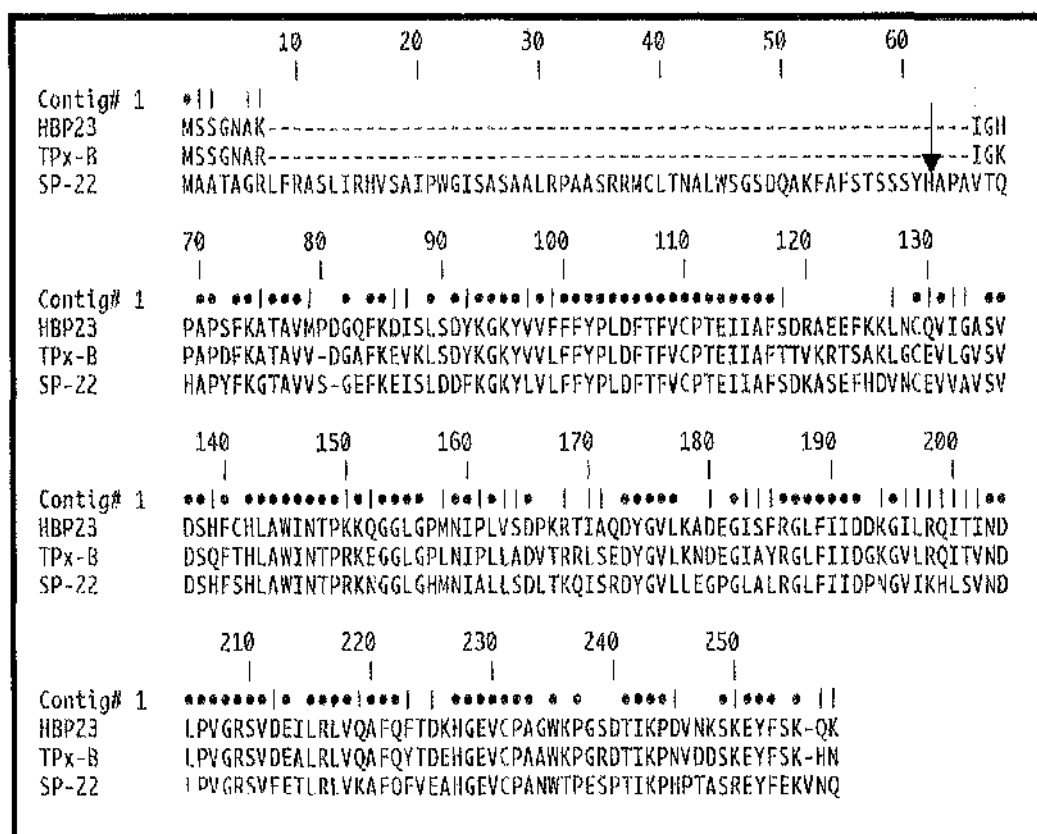 10 20 30 40 50 60
Contig# 1
HBP23 MSSGNAK----------------------------------------------------------IGH
TPx-B MSSGNAR----------------------------------------------------------IGK
SP-22 MAATAGRLFRASLIRHVSAIPWGISASAALRPAASRRMCLTNALWSGSDQAKFAFSTSSSYHAPAVTQ
70 80 90 100 110 120 130
Contig# 1
HBP23 PAPSFKATAVMPDGQFKDISLSDYKGKYVVFFFYPLDFTFVCPTEIIAFSDRAEEFKKLNCQVIGASV
TPx-B PAPDFKATAVV-DGAFKEVKLSDYKGKYVVLFFYPLDFTFVCPTEIIAFTTVKRTSAKLGCEVLGVSV
SP-22 HAPYFKGTAVVS-GEFKEISLDDFKGKYLVLFFYPLDFTFVCPTEIIAFSDKASEFHDVNCEVVAVSV
140 150 160 170 180 190 200
Contig# 1
HBP23 DSHFCHLAWINTPKKQGGLGPMNIPLVSDPKRTIAQDYGVLKADEGISFRGLFIIDDKGILRQITIND
TPx-B DSQFTHLAWINTPRKEGGLGPLNIPLLADVTRRLSEDYGVLKNDEGIAYRGLFIIDGKGVLRQITVND
SP-22 DSHFSHLAWINTPRKNGGLGHMNIALLSDLTKQISRDYGVLLEGPGLALRGLFIIDPNGVIKHLSVND
210 220 230 240 250
Contig# 1
HBP23 LPVGRSVDEILRLVQAFQFTDKHGEVCPAGWKPGSDTIKPDVNKSKEYFSK-QK
TPx-B LPVGRSVDEALRLVQAFQYTDEHGEVCPAAWKPGRDTIKPNVDDSKEYFSK-HN
SP-22 LPVGRSVEETLRLVKAFQFVEAHGEVCPANWTPESPTIKPHPTASREYFEKVNQ